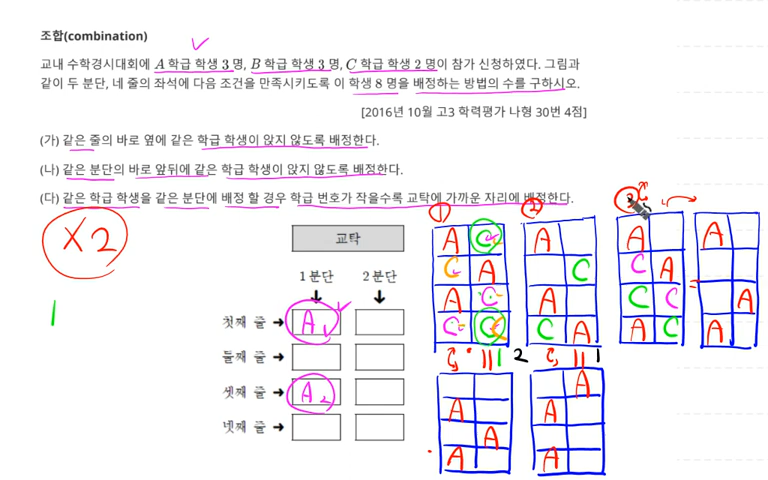 조합(combination)
교내 수학경시대회에 A 학급 학생 3 명, B 학급 학생 3 명, C 학급 학생 2 명이 참가 신청하였다. 그림과
같이 두 분단, 네 줄의 좌석에 다음 조건을 만족시키도록 이 학생 8 명을 배정하는 방법의 수를 구하시오.
[2016년 10월 고3 학력평가 나형 30번 4점]
(가) 같은 줄의 바로 옆에 같은 학급 학생이 앉지 않도록 배정한다.
(나) 같은 분단의 바로 앞뒤에 같은 학급 학생이 앉지 않도록 배정한다.
(다) 같은 학급 학생을 같은 분단에 배정 할 경우 학급 번호가 작을수록 교탁에 가까운 자리에 배정한다.
×2
1
교탁
1 분단 2 분단
첫째 줄 → A1
둘째 줄 →
셋째 줄 → A2
넷째 줄 →
① ② ③
A C A A A
C A C C A
A C A C C A
C C C A A C A
1 2 1
A
A A
A
A A